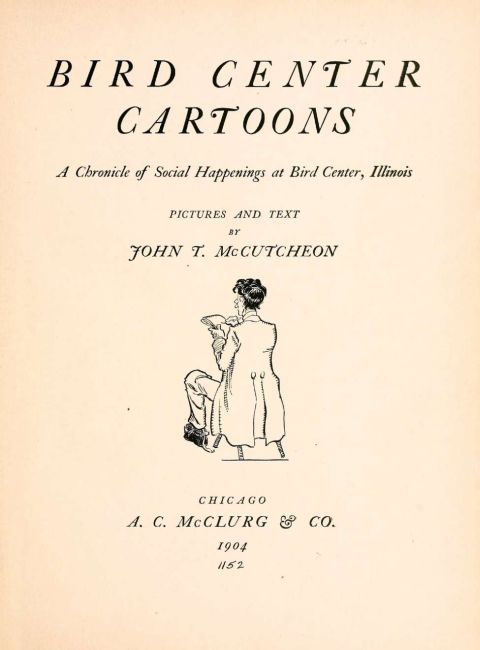 BIRD CENTER
CARTOONS
A Chronicle of Social Happenings at Bird Center, Illinois
PICTURES AND TEXT
BY
JOHN T. McCUTCHEON
CHICAGO
A. C. McCLURG & CO.
1904
1152